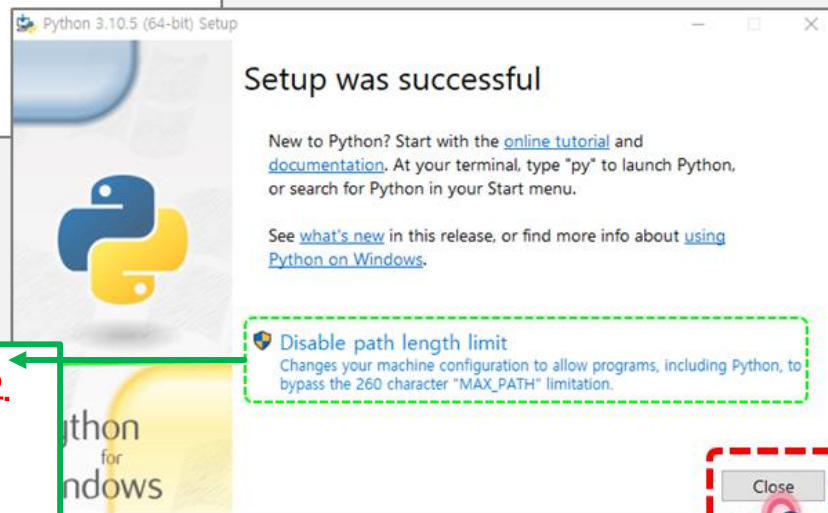 Python 3.10.5 (64-bit) Setup
Setup was successful
New to Python? Start with the online tutorial and
documentation. At your terminal, type "py" to launch Python,
or search for Python in your Start menu.
See what's new in this release, or find more info about using
Python on Windows.
Disable path length limit
Changes your machine configuration to allow programs, including Python, to
bypass the 260 character "MAX_PATH" limitation.
ython
for
ndows
Close